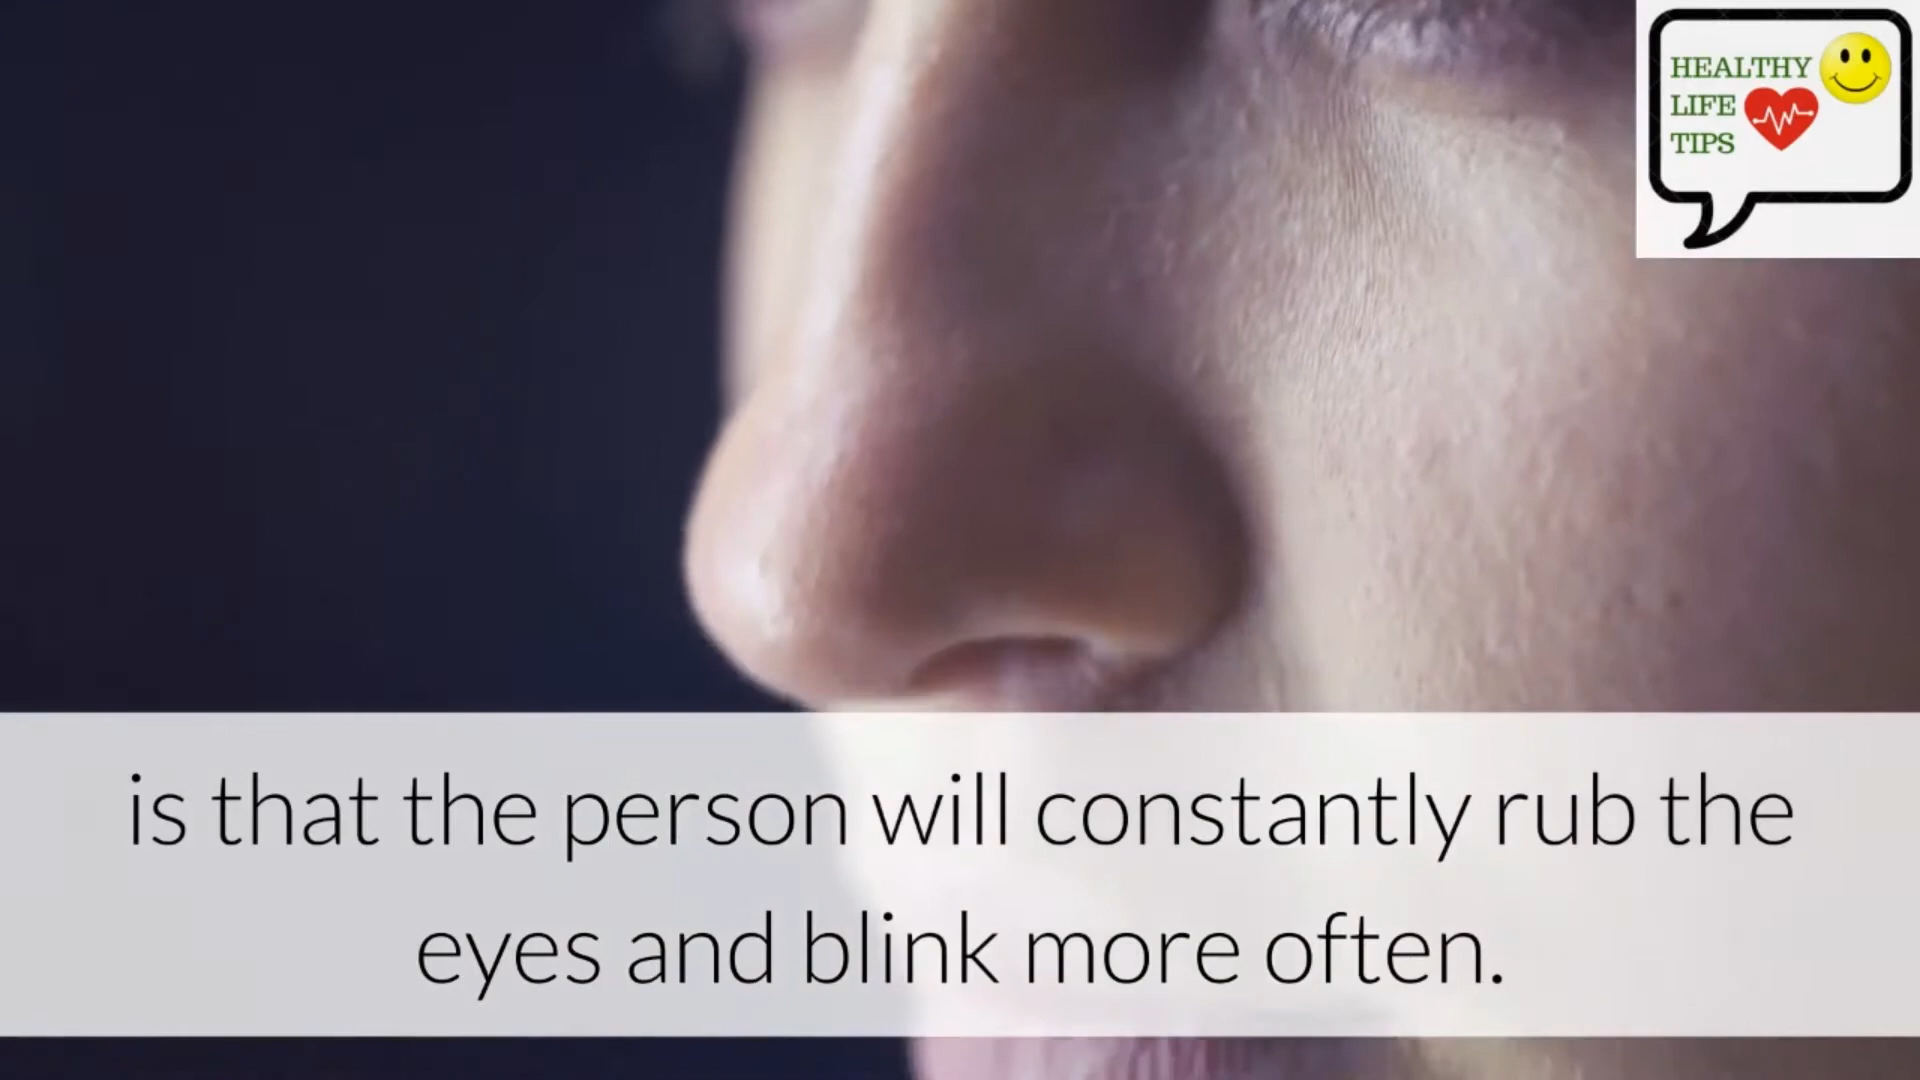 HEALTHY
LIFE
TIPS
is that the person will constantly rub the
eyes and blink more often.